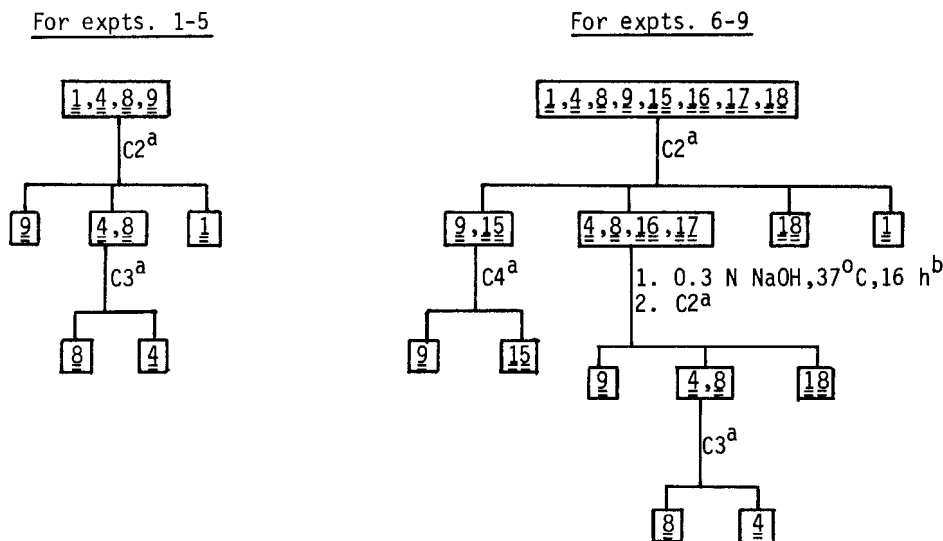 For expts. 1-5
1,4,8,9
C2a
9
4,8
1
C3a
8
4
For expts. 6-9
1,4,8,9,15,16,17,18
C2a
9,15
4,8,16,17
18
1
C4a
1. 0.3 N NaOH,37oC,16 hb
2. C2a
9
15
9
4,8
18
C3a
8
4